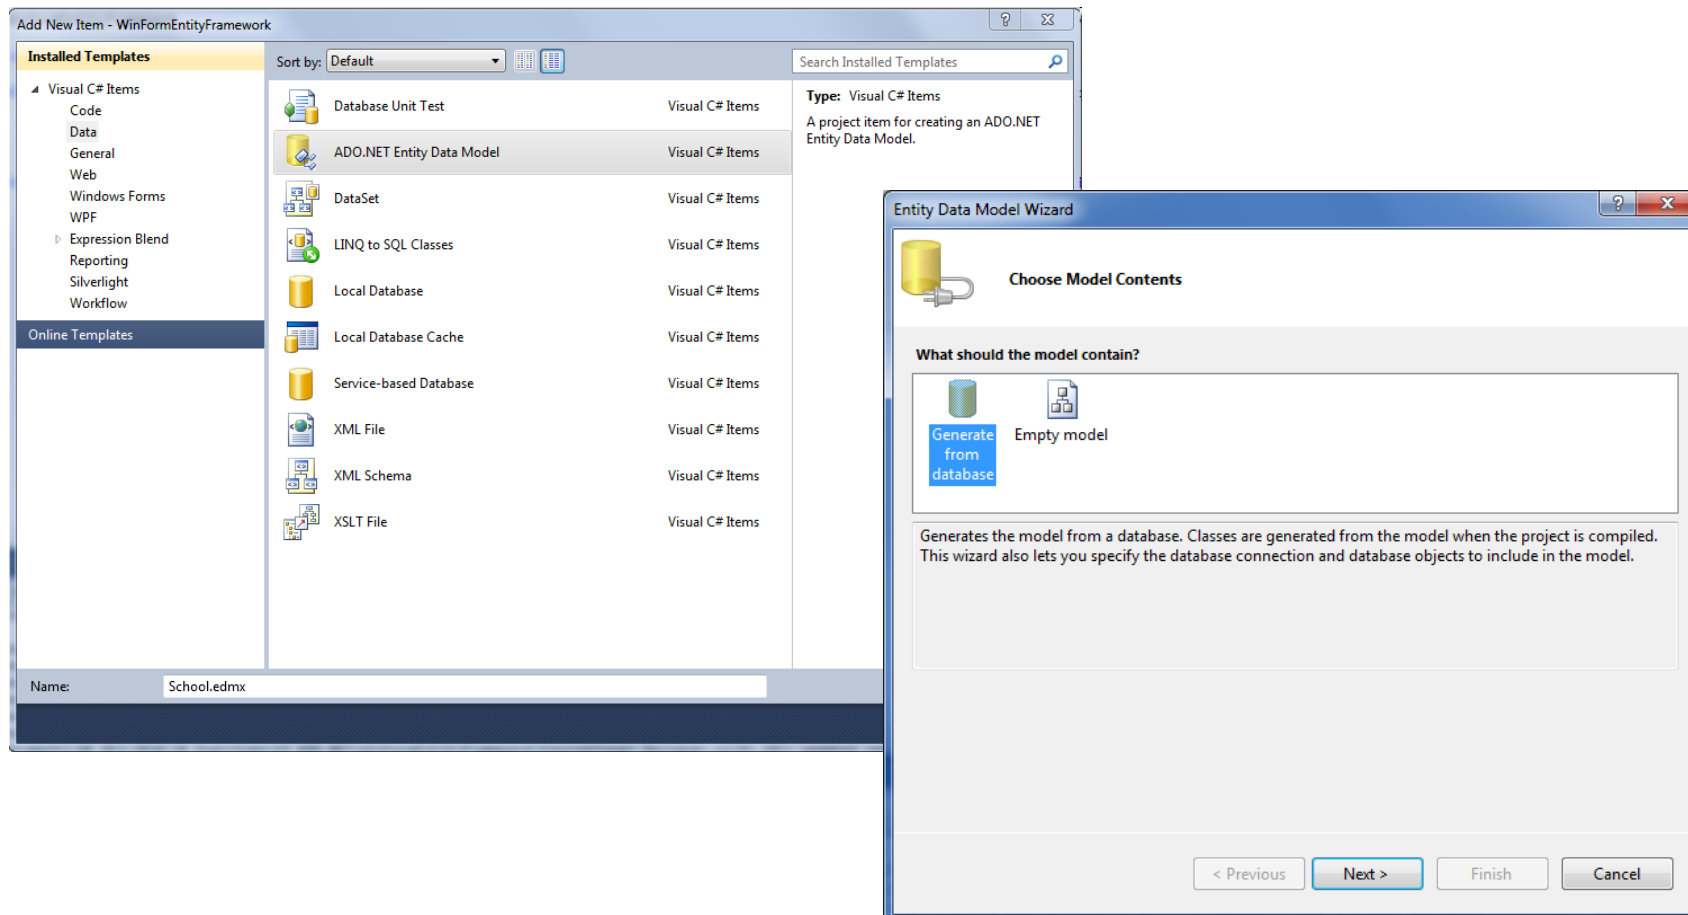 Add New Item - WinFormEntityFramework
Installed Templates
Sort by: Default
Search Installed Templates
Visual C# Items
Code
Data
General
Web
Windows Forms
WPF
Expression Blend
Reporting
Silverlight
Workflow
Online Templates
Database Unit Test Visual C# Items
ADO.NET Entity Data Model Visual C# Items
DataSet Visual C# Items
LINQ to SQL Classes Visual C# Items
Local Database Visual C# Items
Local Database Cache Visual C# Items
Service-based Database Visual C# Items
XML File Visual C# Items
XML Schema Visual C# Items
XSLT File Visual C# Items
Type: Visual C# Items
A project item for creating an ADO.NET
Entity Data Model.
Name: School.edmx
Entity Data Model Wizard
Choose Model Contents
What should the model contain?
Generate
from
database
Empty model
Generates the model from a database. Classes are generated from the model when the project is compiled.
This wizard also lets you specify the database connection and database objects to include in the model.
< Previous Next > Finish Cancel